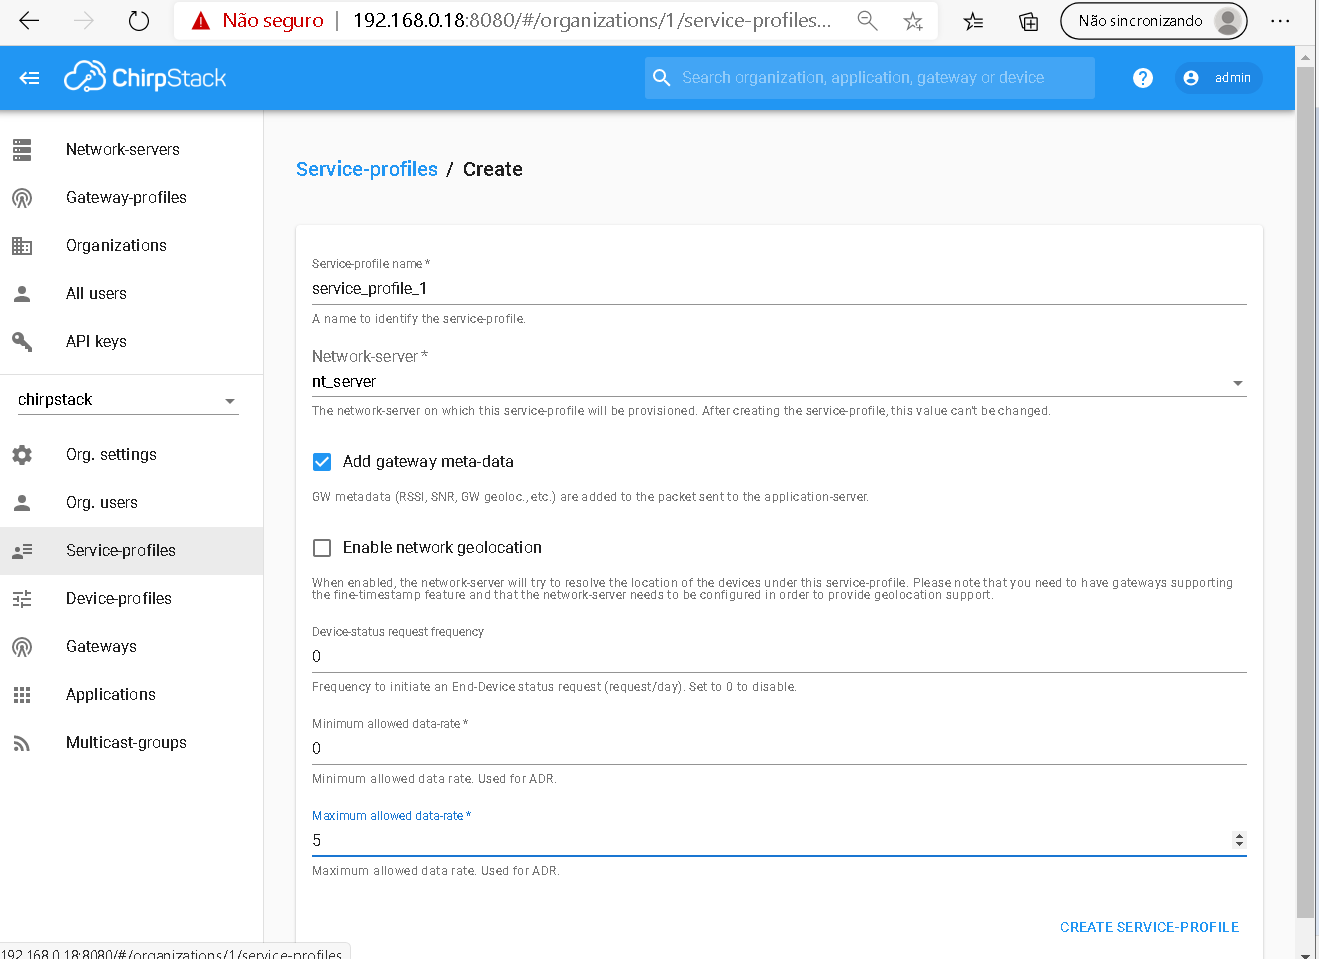 Não seguro | 192.168.0.18:8080/#/organizations/1/service-profiles...
Não sincronizando
ChirpStack
Search organization, application, gateway or device
? admin
Network-servers
Gateway-profiles
Organizations
All users
API keys
chirpstack
Org. settings
Org. users
Service-profiles
Device-profiles
Gateways
Applications
Multicast-groups
Service-profiles / Create
Service-profile name *
service_profile_1
A name to identify the service-profile.
Network-server *
nt_server
The network-server on which this service-profile will be provisioned. After creating the service-profile, this value can't be changed.
Add gateway meta-data
GW metadata (RSSI, SNR, GW geoloc., etc.) are added to the packet sent to the application-server.
Enable network geolocation
When enabled, the network-server will try to resolve the location of the devices under this service-profile. Please note that you need to have gateways supporting
the fine-timestamp feature and that the network-server needs to be configured in order to provide geolocation support.
Device-status request frequency
0
Frequency to initiate an End-Device status request (request/day). Set to 0 to disable.
Minimum allowed data-rate *
0
Minimum allowed data rate. Used for ADR.
Maximum allowed data-rate *
5
Maximum allowed data rate. Used for ADR.
CREATE SERVICE-PROFILE
192.168.0.18:8080/#/organizations/1/service-profiles